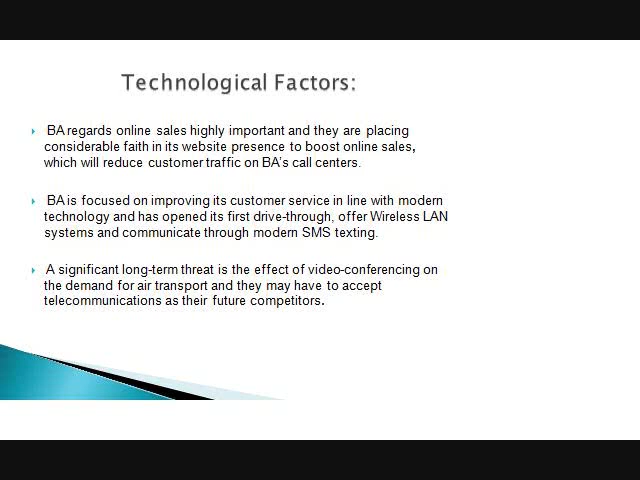 Technological Factors:
BA regards online sales highly important and they are placing
considerable faith in its website presence to boost online sales,
which will reduce customer traffic on BA's call centers.
BA is focused on improving its customer service in line with modern
technology and has opened its first drive-through, offer Wireless LAN
systems and communicate through modern SMS texting.
A significant long-term threat is the effect of video-conferencing on
the demand for air transport and they may have to accept
telecommunications as their future competitors.